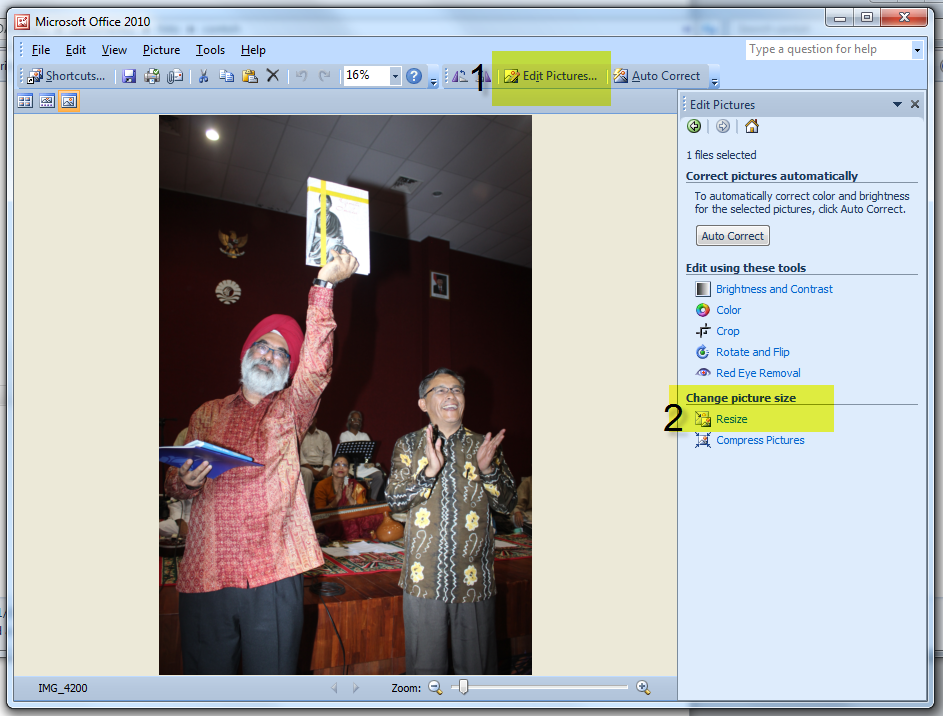 Microsoft Office 2010
File Edit View Picture Tools Help
Type a question for help
Shortcuts... 16% 1 Edit Pictures... Auto Correct
Edit Pictures
1 files selected
Correct pictures automatically
To automatically correct color and brightness
for the selected pictures, click Auto Correct.
Auto Correct
Edit using these tools
Brightness and Contrast
Color
Crop
Rotate and Flip
Red Eye Removal
Change picture size
2 Resize
Compress Pictures
IMG_4200 Zoom: